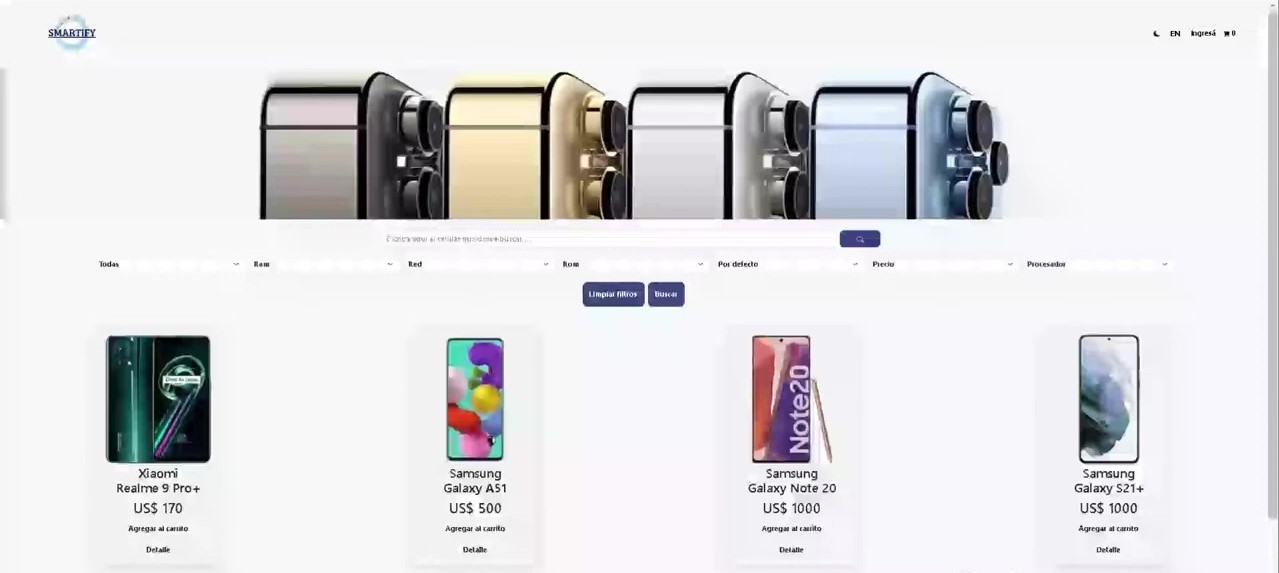 SMARTIFY
EN
Ingresá
0
Todas
Ram
Red
Rom
Por defecto
Precio
Procesador
Limpiar filtros
Buscar
Note20
Xiaomi
Realme 9 Pro+
US$ 170
Agregar al carrito
Detalle
Samsung
Galaxy A51
US$ 500
Agregar al carrito
Detalle
Samsung
Galaxy Note 20
US$ 1000
Agregar al carrito
Detalle
Samsung
Galaxy S21+
US$ 1000
Agregar al carrito
Detalle